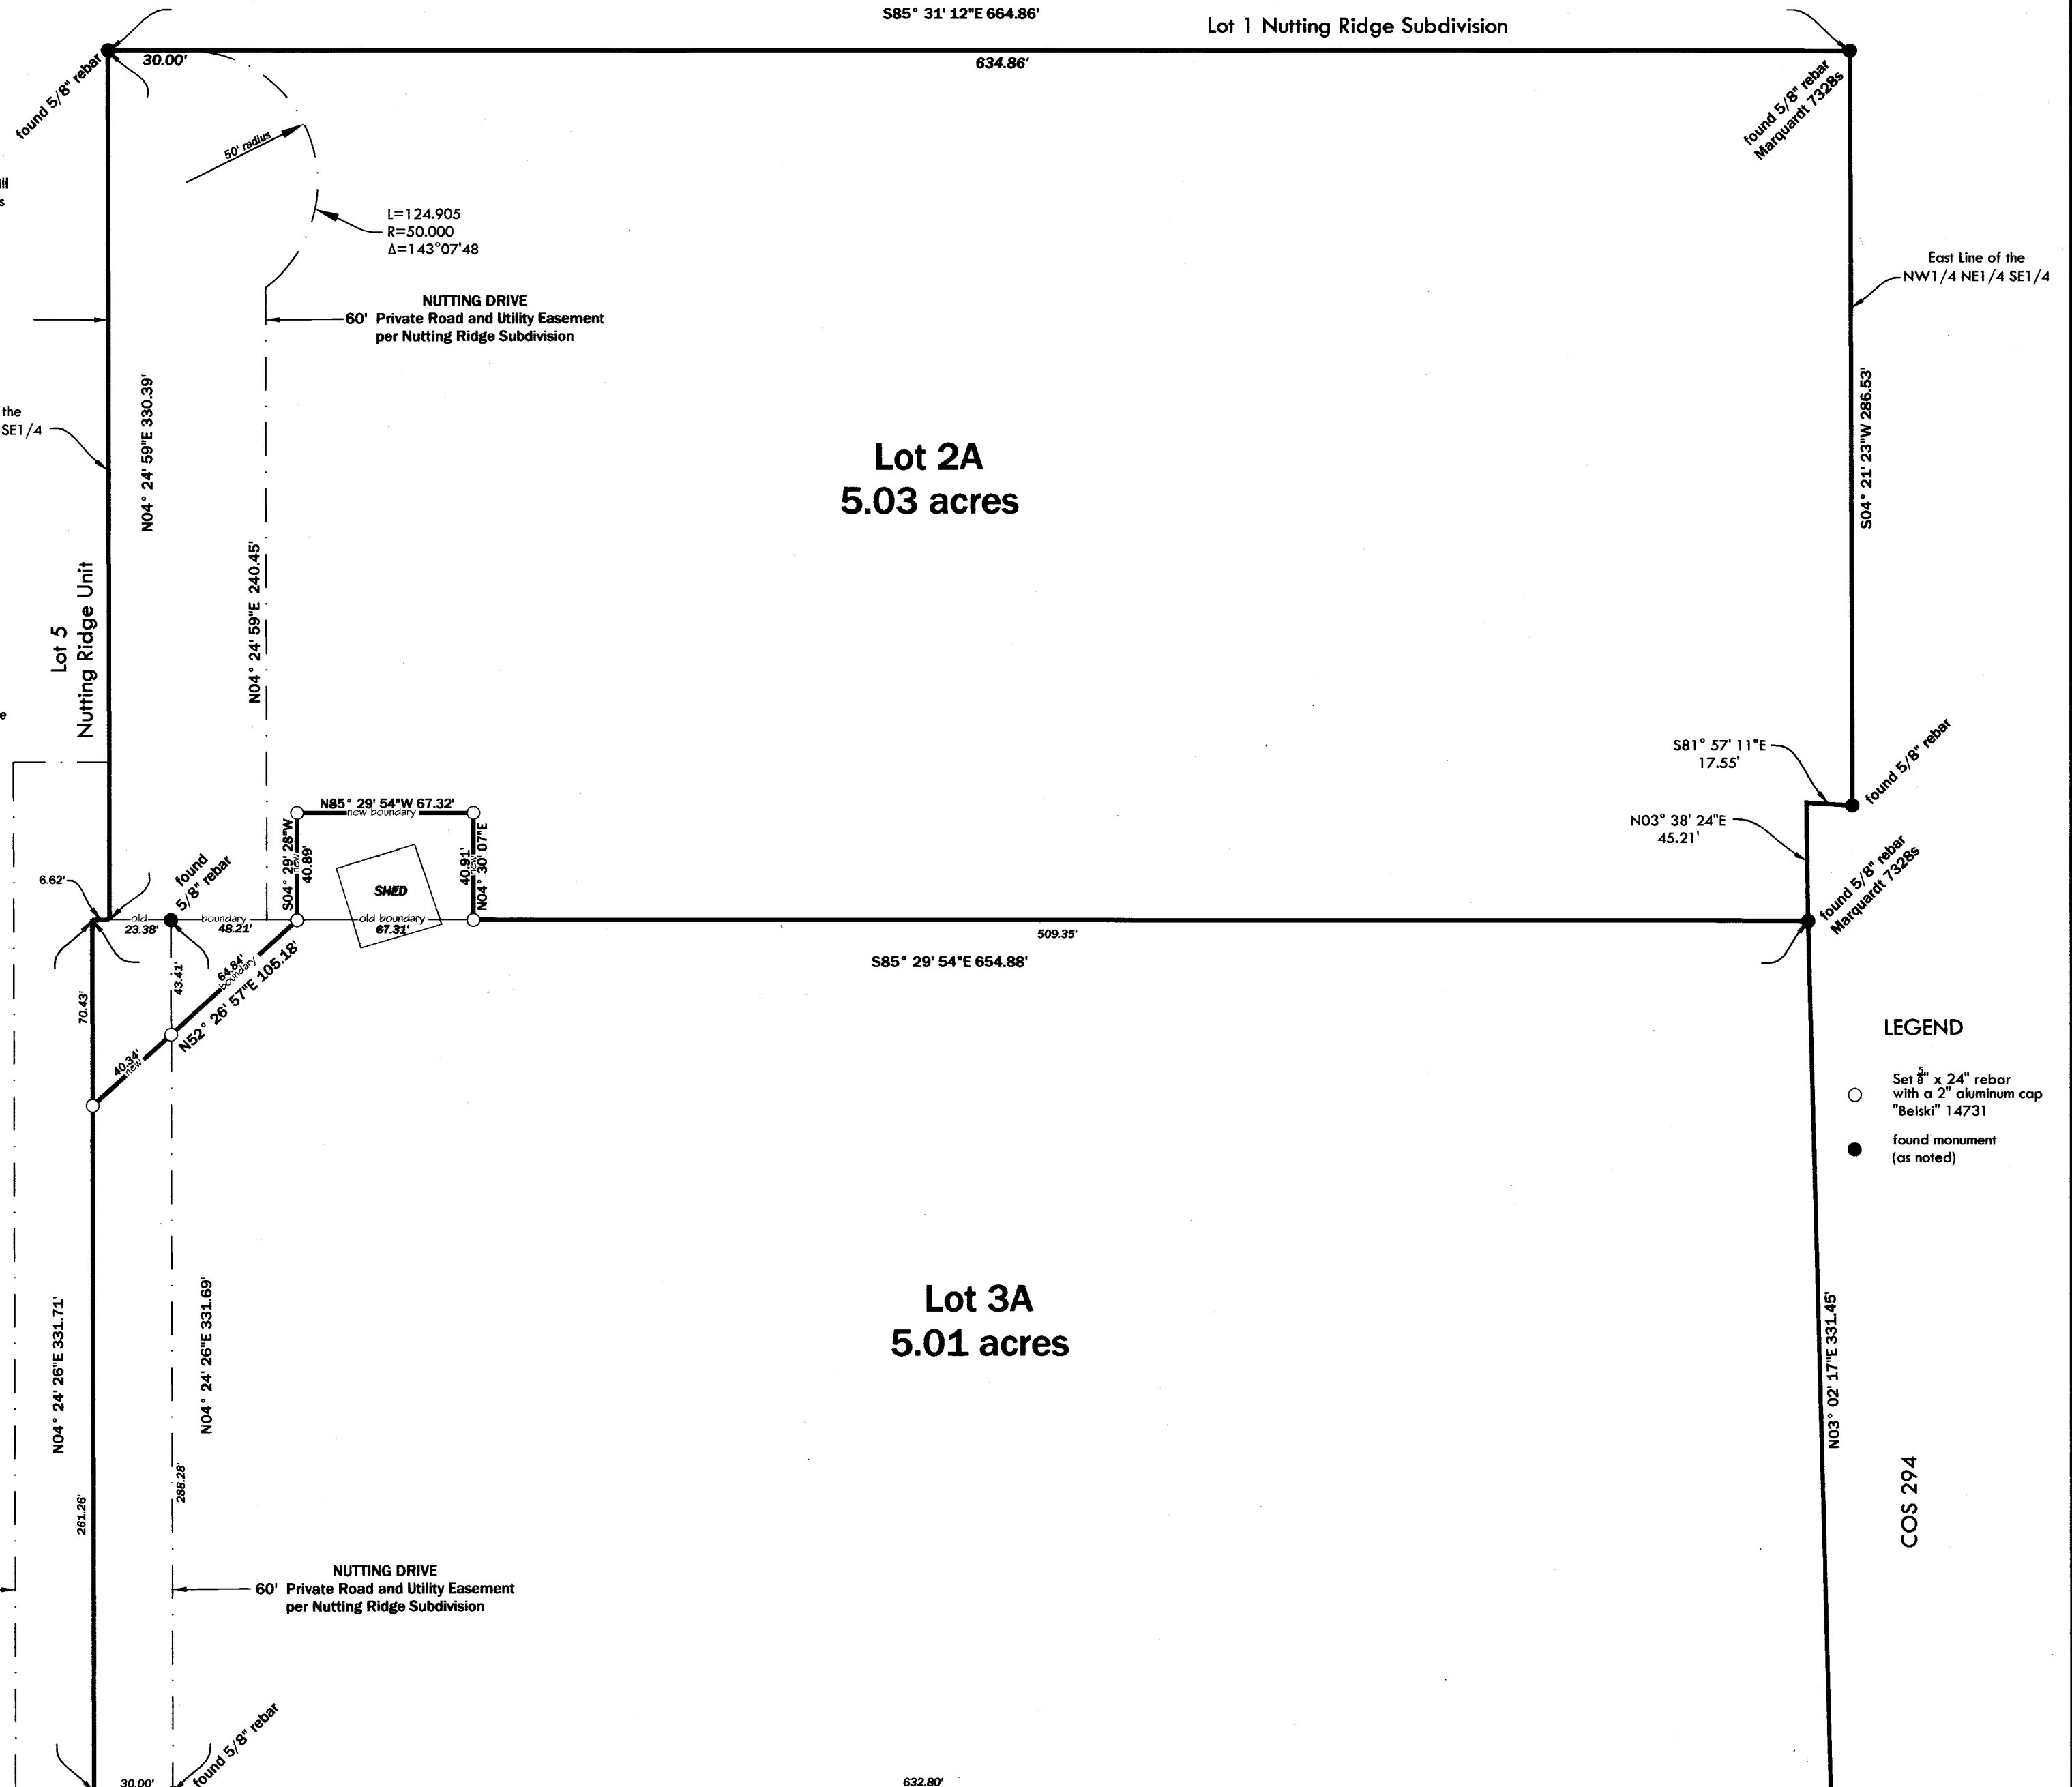 S85° 31' 12"E 664.86'
Lot 1 Nutting Ridge Subdivision
30.00'
634.86'
found 5/8" rebar
found 5/8" rebar
Marquardt 7328s
50' radius
ill
s
L=124.905
R=50.000
Δ=143°07'48
East Line of the
NW1/4 NE1/4 SE1/4
NUTTING DRIVE
60' Private Road and Utility Easement
per Nutting Ridge Subdivision
N04° 24' 59"E 330.39'
S04° 21' 23"W 286.53'
the
SE1/4
Lot 2A
5.03 acres
N04° 24' 59"E 240.45'
Lot 5
Nutting Ridge Unit
e
S81° 57' 11"E
17.55'
found 5/8" rebar
N03° 38' 24"E
45.21'
found 5/8" rebar
Marquardt 7328s
N85° 29' 54"W 67.32'
new boundary
S04° 29' 28"W
new
40.89'
40.91'
new
N04° 30' 07"E
SHED
found
5/8" rebar
6.62'
old boundary
23.38'
48.21'
old boundary
67.31'
509.35'
S85° 29' 54"E 654.88'
70.43'
43.41'
64.84'
boundary
N52° 26' 57"E 105.18'
40.34'
new
LEGEND
Set 5/8" x 24" rebar
with a 2" aluminum cap
"Belski" 14731
found monument
(as noted)
Lot 3A
5.01 acres
N04° 24' 26"E 331.71'
N04° 24' 26"E 331.69'
N03° 02' 17"E 331.45'
261.26'
288.28'
COS 294
NUTTING DRIVE
60' Private Road and Utility Easement
per Nutting Ridge Subdivision
found 5/8" rebar
30.00'
632.80'